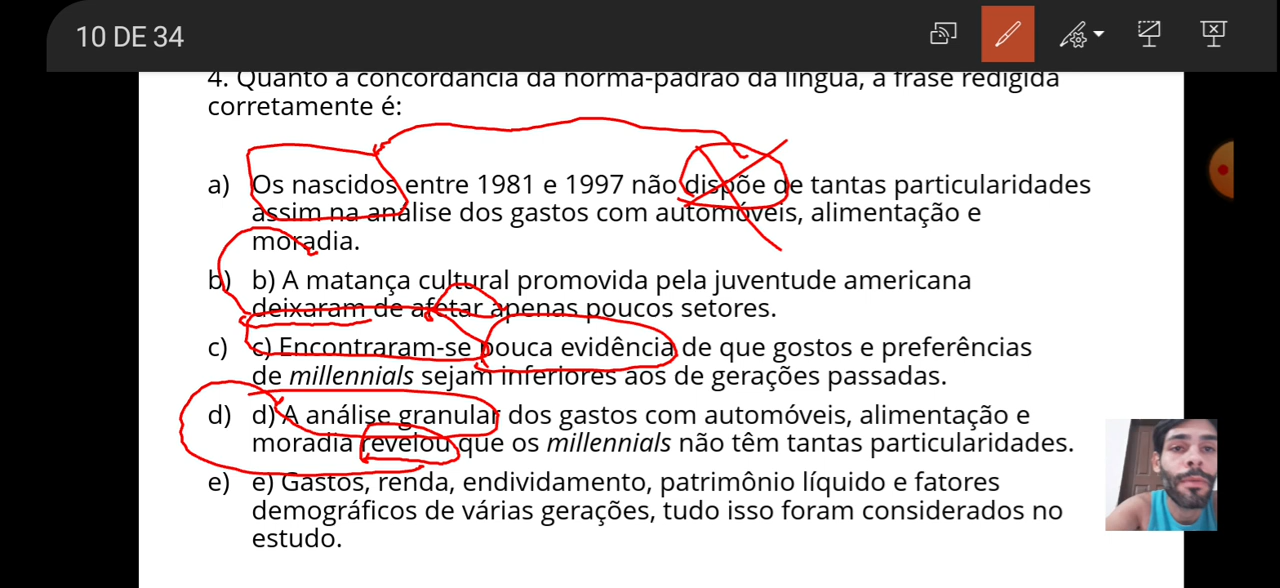 10 DE 34
4. Quanto à concordância da norma-padrão da língua, a frase redigida
corretamente é:
a) Os nascidos entre 1981 e 1997 não dispõe de tantas particularidades
assim na análise dos gastos com automóveis, alimentação e
moradia.
b) b) A matança cultural promovida pela juventude americana
deixaram de afetar apenas poucos setores.
c) c) Encontraram-se pouca evidência de que gostos e preferências
de millennials sejam inferiores aos de gerações passadas.
d) d) A análise granular dos gastos com automóveis, alimentação e
moradia revelou que os millennials não têm tantas particularidades.
e) e) Gastos, renda, endividamento, patrimônio líquido e fatores
demográficos de várias gerações, tudo isso foram considerados no
estudo.